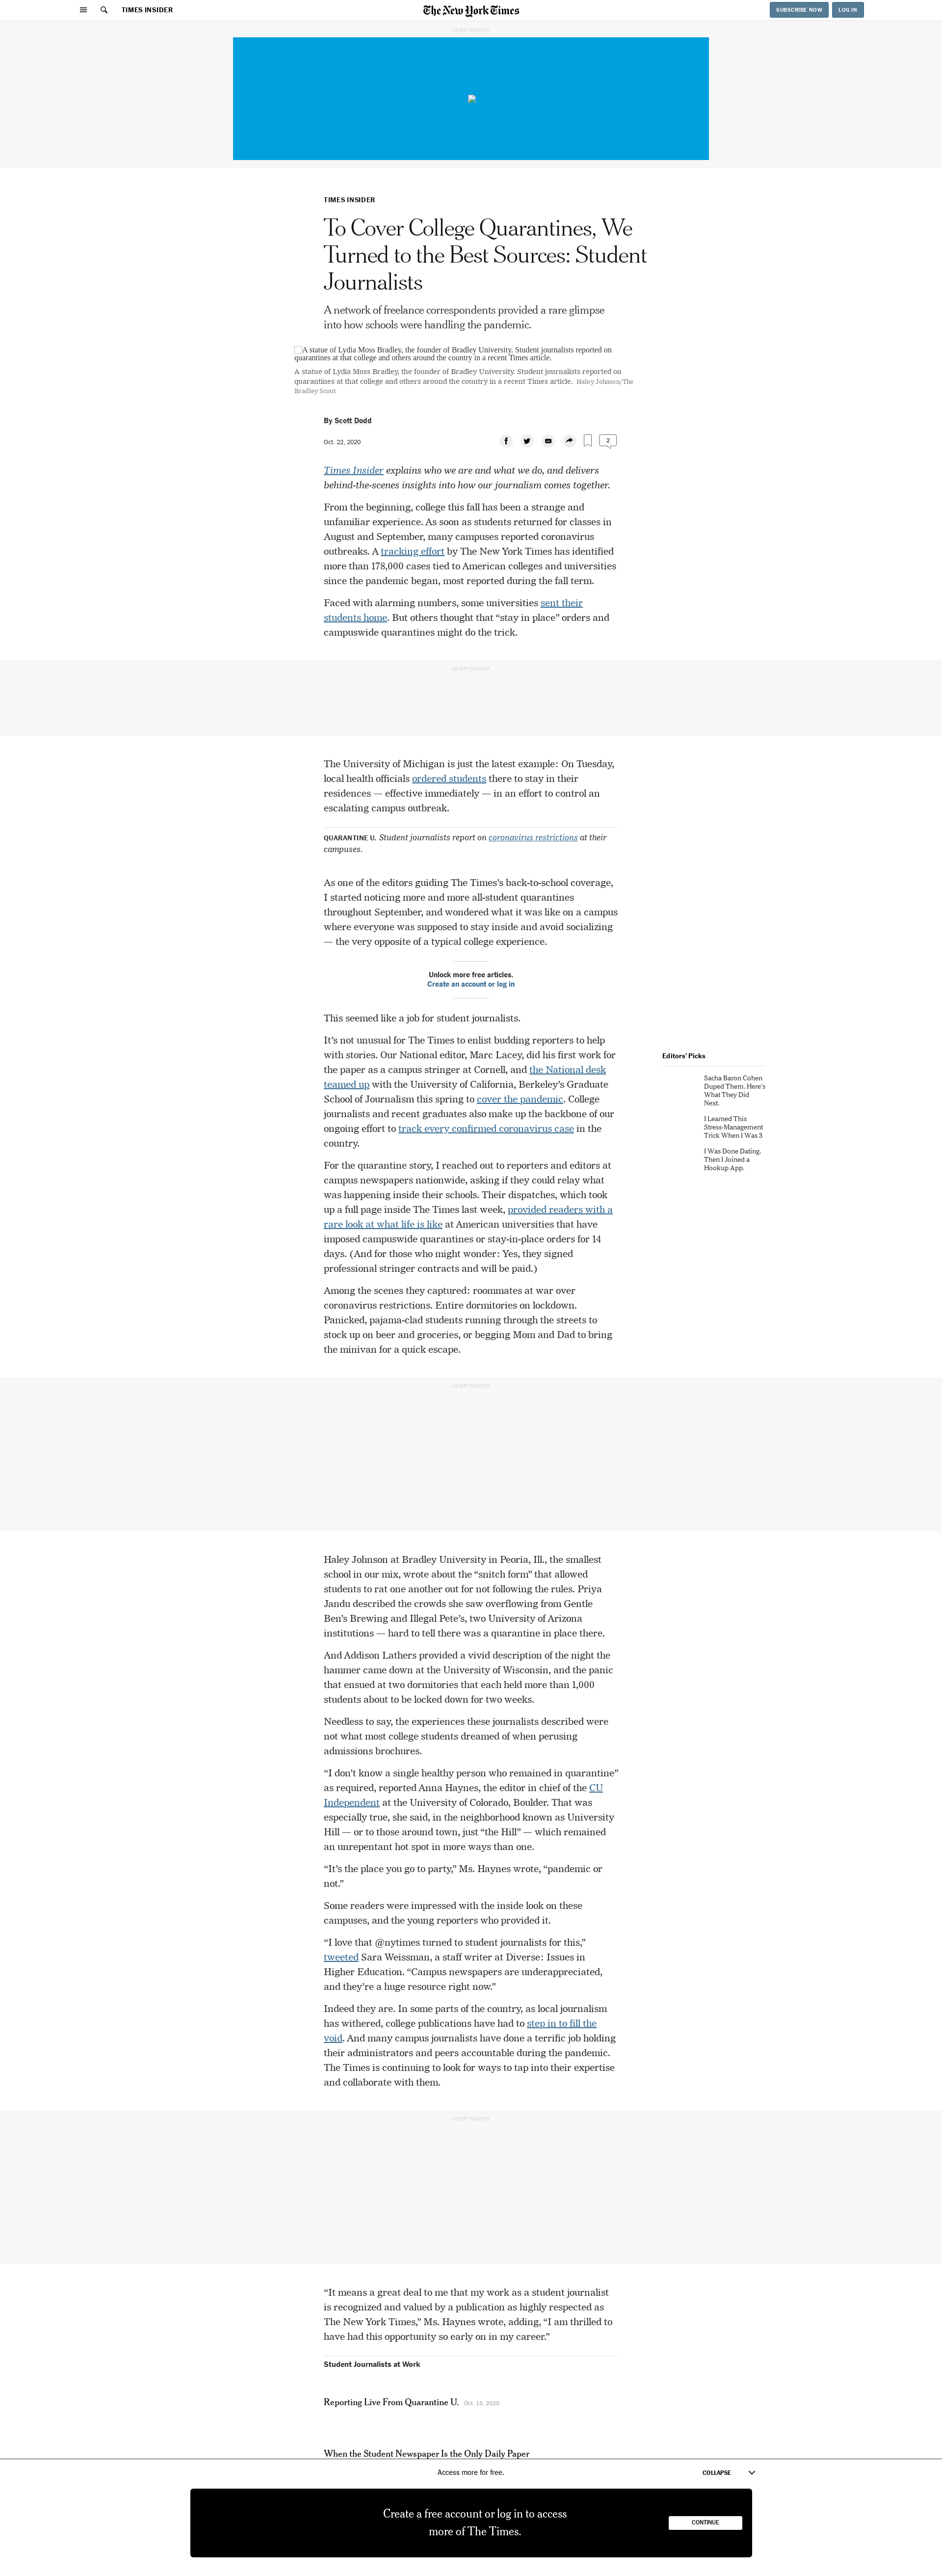 TIMES INSIDER
The New York Times
SUBSCRIBE NOW
LOG IN
ADVERTISEMENT
TIMES INSIDER
To Cover College Quarantines, We
Turned to the Best Sources: Student
Journalists
A network of freelance correspondents provided a rare glimpse
into how schools were handling the pandemic.
A statue of Lydia Moss Bradley, the founder of Bradley University. Student journalists reported on
quarantines at that college and others around the country in a recent Times article.
A statue of Lydia Moss Bradley, the founder of Bradley University. Student journalists reported on
quarantines at that college and others around the country in a recent Times article. Haley Johnson/The
Bradley Scout
By Scott Dodd
Oct. 22, 2020
2
Times Insider explains who we are and what we do, and delivers
behind-the-scenes insights into how our journalism comes together.
From the beginning, college this fall has been a strange and
unfamiliar experience. As soon as students returned for classes in
August and September, many campuses reported coronavirus
outbreaks. A tracking effort by The New York Times has identified
more than 178,000 cases tied to American colleges and universities
since the pandemic began, most reported during the fall term.
Faced with alarming numbers, some universities sent their
students home. But others thought that “stay in place” orders and
campuswide quarantines might do the trick.
ADVERTISEMENT
The University of Michigan is just the latest example: On Tuesday,
local health officials ordered students there to stay in their
residences — effective immediately — in an effort to control an
escalating campus outbreak.
QUARANTINE U. Student journalists report on coronavirus restrictions at their
campuses.
As one of the editors guiding The Times’s back-to-school coverage,
I started noticing more and more all-student quarantines
throughout September, and wondered what it was like on a campus
where everyone was supposed to stay inside and avoid socializing
— the very opposite of a typical college experience.
Unlock more free articles.
Create an account or log in
This seemed like a job for student journalists.
It’s not unusual for The Times to enlist budding reporters to help
with stories. Our National editor, Marc Lacey, did his first work for
the paper as a campus stringer at Cornell, and the National desk
teamed up with the University of California, Berkeley’s Graduate
School of Journalism this spring to cover the pandemic. College
journalists and recent graduates also make up the backbone of our
ongoing effort to track every confirmed coronavirus case in the
country.
Editors’ Picks
Sacha Baron Cohen
Duped Them. Here’s
What They Did
Next.
I Learned This
Stress-Management
Trick When I Was 3
I Was Done Dating.
Then I Joined a
Hookup App.
For the quarantine story, I reached out to reporters and editors at
campus newspapers nationwide, asking if they could relay what
was happening inside their schools. Their dispatches, which took
up a full page inside The Times last week, provided readers with a
rare look at what life is like at American universities that have
imposed campuswide quarantines or stay-in-place orders for 14
days. (And for those who might wonder: Yes, they signed
professional stringer contracts and will be paid.)
Among the scenes they captured: roommates at war over
coronavirus restrictions. Entire dormitories on lockdown.
Panicked, pajama-clad students running through the streets to
stock up on beer and groceries, or begging Mom and Dad to bring
the minivan for a quick escape.
ADVERTISEMENT
Haley Johnson at Bradley University in Peoria, Ill., the smallest
school in our mix, wrote about the “snitch form” that allowed
students to rat one another out for not following the rules. Priya
Jandu described the crowds she saw overflowing from Gentle
Ben’s Brewing and Illegal Pete’s, two University of Arizona
institutions — hard to tell there was a quarantine in place there.
And Addison Lathers provided a vivid description of the night the
hammer came down at the University of Wisconsin, and the panic
that ensued at two dormitories that each held more than 1,000
students about to be locked down for two weeks.
Needless to say, the experiences these journalists described were
not what most college students dreamed of when perusing
admissions brochures.
“I don’t know a single healthy person who remained in quarantine”
as required, reported Anna Haynes, the editor in chief of the CU
Independent at the University of Colorado, Boulder. That was
especially true, she said, in the neighborhood known as University
Hill — or to those around town, just “the Hill” — which remained
an unrepentant hot spot in more ways than one.
“It’s the place you go to party,” Ms. Haynes wrote, “pandemic or
not.”
Some readers were impressed with the inside look on these
campuses, and the young reporters who provided it.
“I love that @nytimes turned to student journalists for this,”
tweeted Sara Weissman, a staff writer at Diverse: Issues in
Higher Education. “Campus newspapers are underappreciated,
and they’re a huge resource right now.”
Indeed they are. In some parts of the country, as local journalism
has withered, college publications have had to step in to fill the
void. And many campus journalists have done a terrific job holding
their administrators and peers accountable during the pandemic.
The Times is continuing to look for ways to tap into their expertise
and collaborate with them.
ADVERTISEMENT
“It means a great deal to me that my work as a student journalist
is recognized and valued by a publication as highly respected as
The New York Times,” Ms. Haynes wrote, adding, “I am thrilled to
have had this opportunity so early on in my career.”
Student Journalists at Work
Reporting Live From Quarantine U. Oct. 15, 2020
When the Student Newspaper Is the Only Daily Paper
Access more for free.
COLLAPSE
Create a free account or log in to access
more of The Times.
CONTINUE